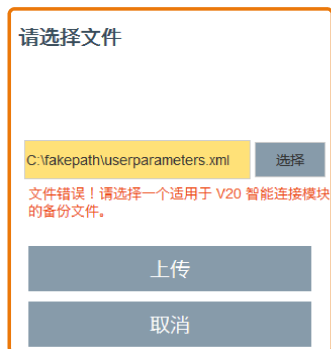 请选择文件
C:\fakepath\userparameters.xml
选择
文件错误！请选择一个适用于 V20 智能连接模块
的备份文件。
上传
取消